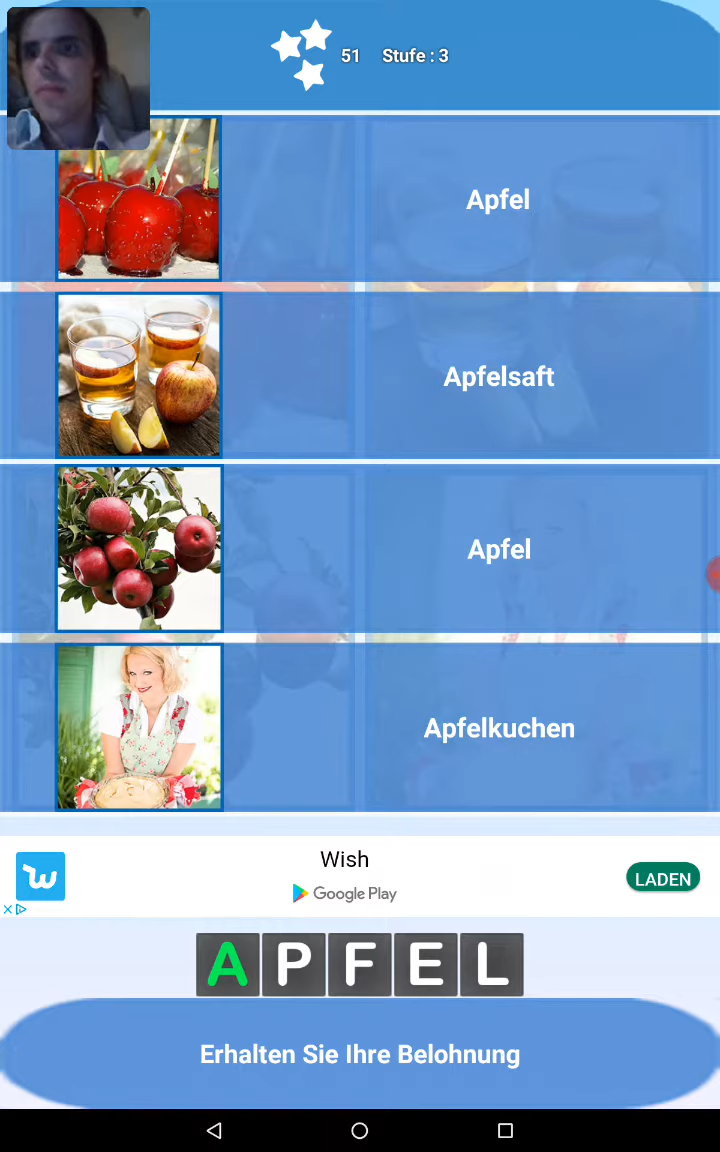 51 Stufe : 3
Apfel
Apfelsaft
Apfel
Apfelkuchen
Wish
Google Play
LADEN
APFEL
Erhalten Sie Ihre Belohnung